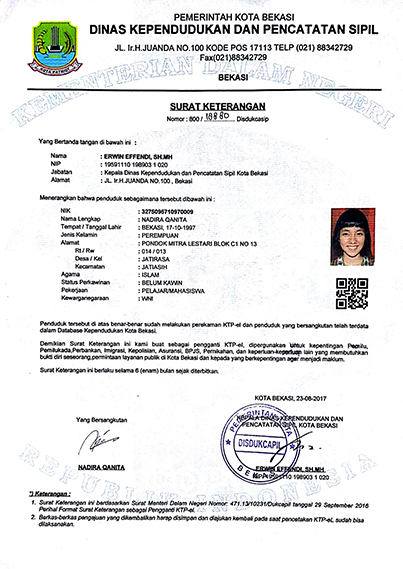 PEMERINTAH KOTA BEKASI
DINAS KEPENDUDUKAN DAN PENCATATAN SIPIL
JL. Ir.H.JUANDA NO.100 KODE POS 17113 TELP (021) 88342729
Fax(021)88342729
BEKASI
KOTA PATRIOT
KEMENTERIAN DALAM NEGERI
SURAT KETERANGAN
Nomor : 800 / 18880 Disdukcasip
Yang Bertanda tangan di bawah ini :
Nama : ERWIN EFFENDI, SH.MH
NIP : 19591110 198903 1 020
Jabatan : Kepala Dinas Kependudukan dan Pencatatan Sipil Kota Bekasi
Alamat : JL. Ir.H.JUANDA NO.100 , Bekasi
Menerangkan bahwa penduduk sebagaimana tersebut dibawah ini :
NIK : 3275095710970009
Nama Lengkap : NADIRA QANITA
Tempat / Tanggal Lahir : BEKASI, 17-10-1997
Jenis Kelamin : PEREMPUAN
Alamat : PONDOK MITRA LESTARI BLOK C1 NO 13
Rt / Rw : 014 / 013
Desa / Kel : JATIRASA
Kecamatan : JATIASIH
Agama : ISLAM
Status Perkawinan : BELUM KAWIN
Pekerjaan : PELAJAR/MAHASISWA
Kewarganegaraan : WNI
Penduduk tersebut di atas benar-benar sudah melakukan perekaman KTP-el dan penduduk yang bersangkutan telah terdata
dalam Database Kependudukan Kota Bekasi.
Demikian Surat Keterangan ini kami buat sebagai pengganti KTP-el, dipergunakan untuk kepentingan Pemilu,
Pemilukada,Perbankan, Imigrasi, Kepolisian, Asuransi, BPJS, Pernikahan, dan keperluan-keperluan lain yang membutuhkan
bukti diri seseorang,permintaan layanan publik di Kota Bekasi dan kepada yang berkepentingan agar menjadi maklum.
Surat Keterangan ini berlaku selama 6 (enam) bulan sejak diterbitkan.
KOTA BEKASI, 23-08-2017
Yang Bersangkutan
KEPALA DINAS KEPENDUDUKAN DAN
PENCATATAN SIPIL KOTA BEKASI
PEMERINTAH KOTA
DISDUKCAPIL
BEKASI
NADIRA QANITA
ERWIN EFFENDI, SH.MH
19591110 198903 1 020
REPUBLIK INDONESIA
*) Keterangan :
1. Surat Keterangan ini berdasarkan Surat Menteri Dalam Negeri Nomor: 471.13/10231/Dukcapil tanggal 29 September 2016
Perihal Format Surat Keterangan sebagai Pengganti KTP-el.
2. Berkas-berkas pengajuan yang dikembalikan harap disimpan dan diajukan kembali pada saat pencetakan KTP-el, sudah bisa
dilaksanakan.